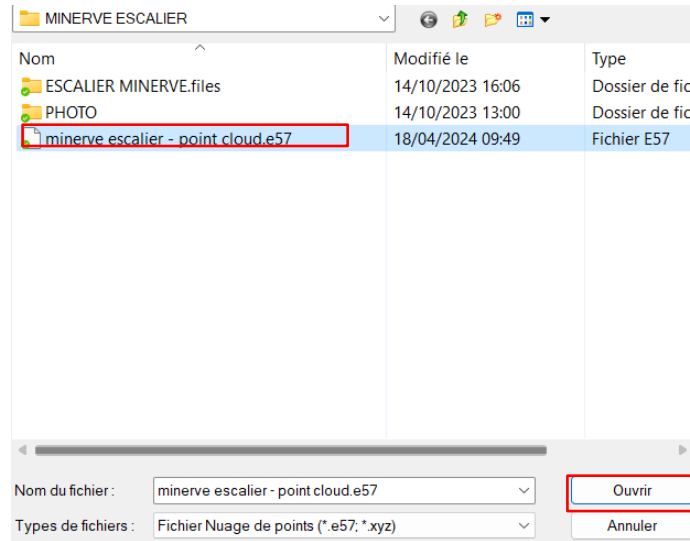 MINERVE ESCALIER
Nom Modifié le Type
ESCALIER MINERVE.files 14/10/2023 16:06 Dossier de fic
PHOTO 14/10/2023 13:00 Dossier de fic
minerve escalier - point cloud.e57 18/04/2024 09:49 Fichier E57
Nom du fichier : minerve escalier - point cloud.e57 Ouvrir
Types de fichiers : Fichier Nuage de points (*.e57; *.xyz) Annuler